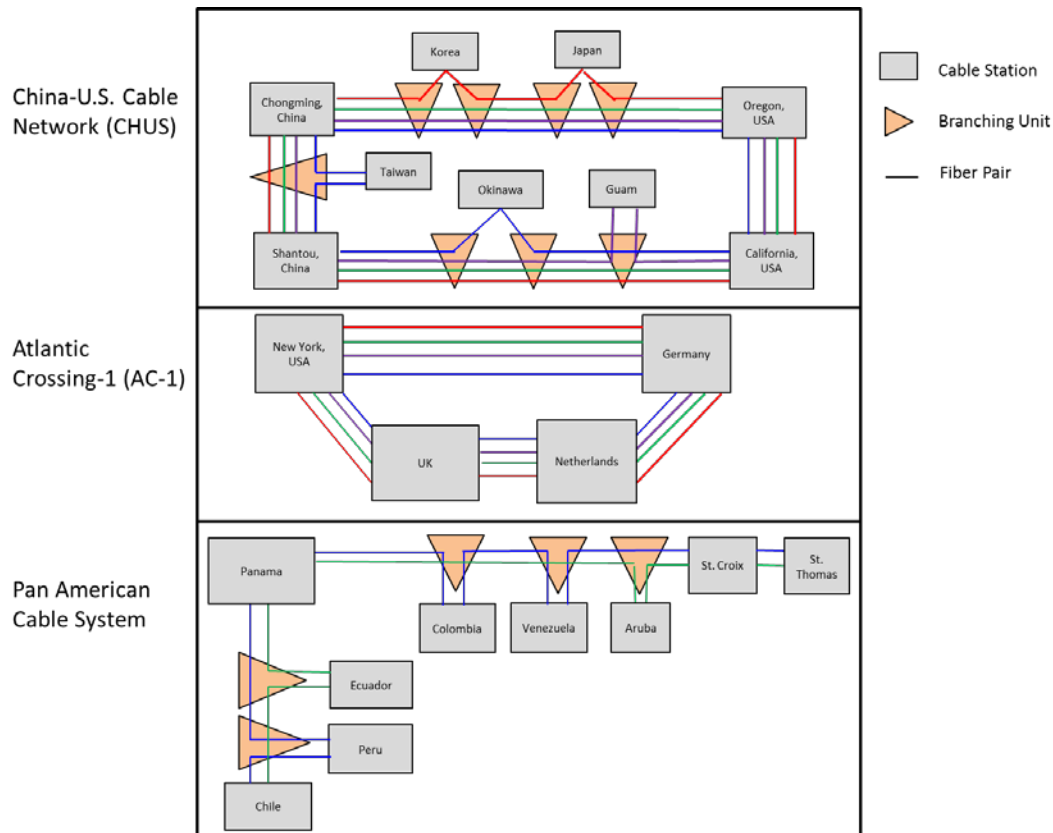 China-U.S. Cable
Network (CHUS)
Korea
Japan
Chongming,
China
Oregon,
USA
Taiwan
Okinawa
Guam
Shantou,
China
California,
USA
Cable Station
Branching Unit
Fiber Pair
Atlantic
Crossing-1 (AC-1)
New York,
USA
Germany
UK
Netherlands
Pan American
Cable System
Panama
St. Croix
St.
Thomas
Colombia
Venezuela
Aruba
Ecuador
Peru
Chile